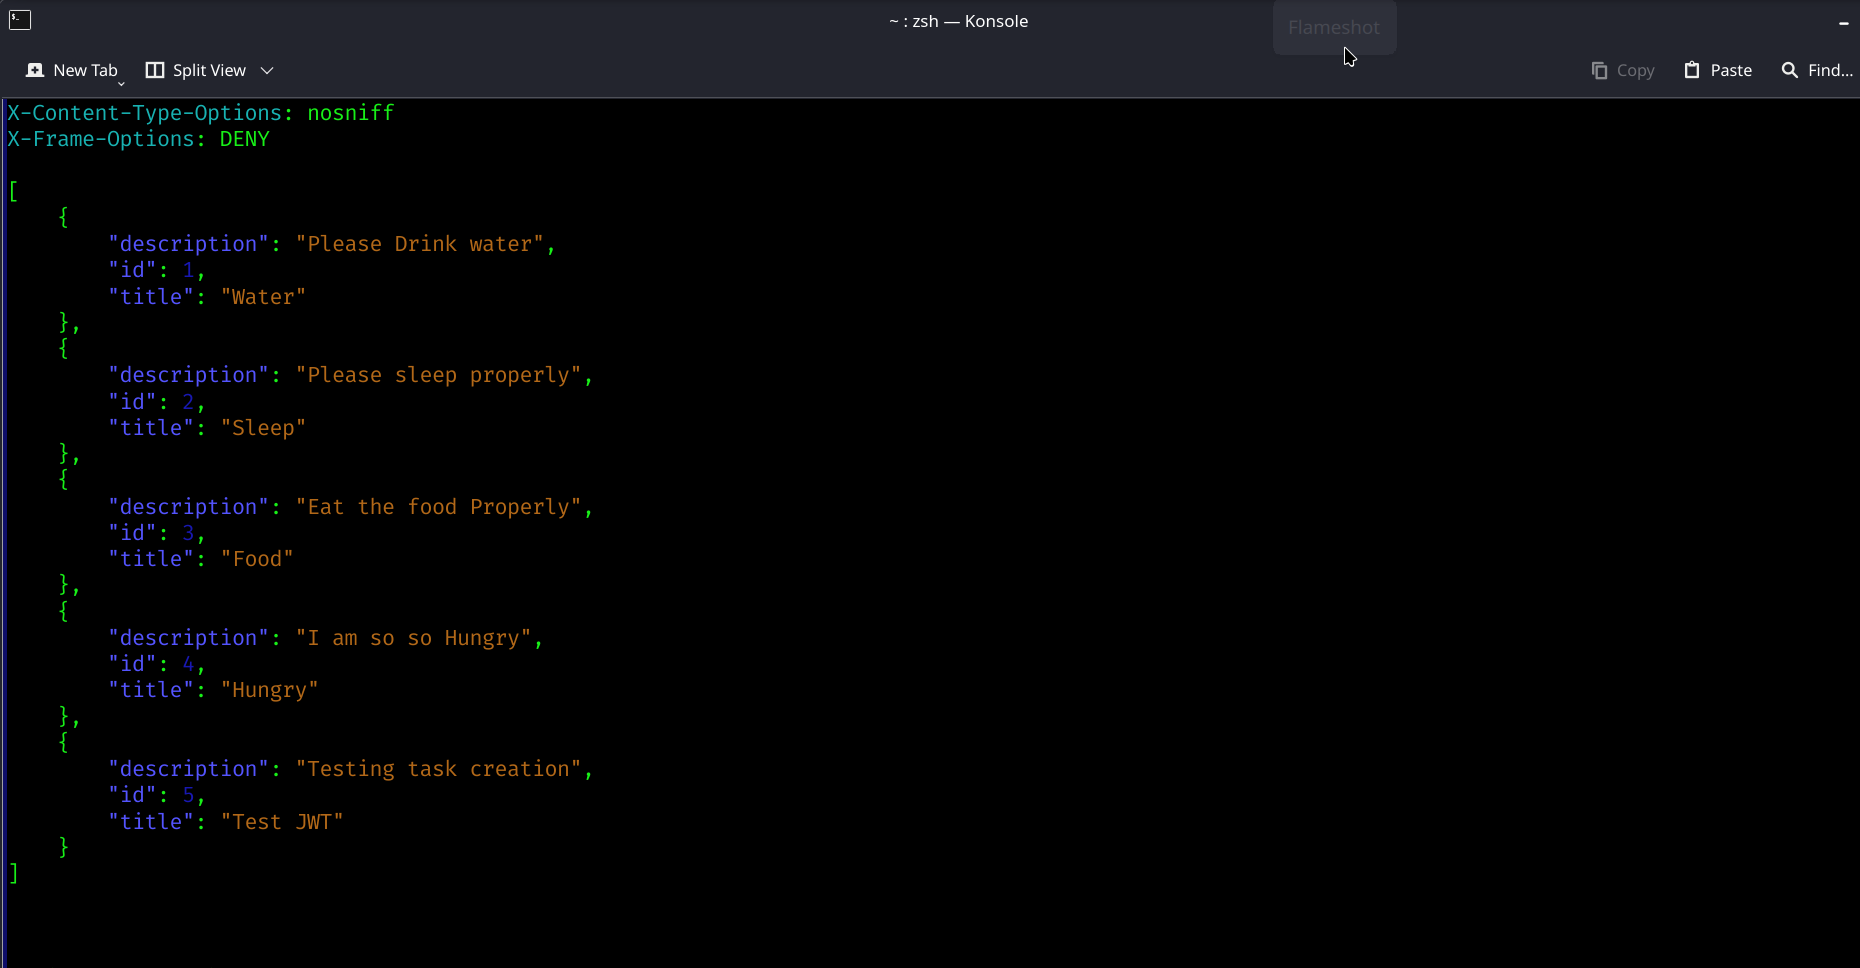 ~ : zsh — Konsole
Flameshot
New Tab Split View Copy Paste Find...
X-Content-Type-Options: nosniff
X-Frame-Options: DENY
[
    {
        "description": "Please Drink water",
        "id": 1,
        "title": "Water"
    },
    {
        "description": "Please sleep properly",
        "id": 2,
        "title": "Sleep"
    },
    {
        "description": "Eat the food Properly",
        "id": 3,
        "title": "Food"
    },
    {
        "description": "I am so so Hungry",
        "id": 4,
        "title": "Hungry"
    },
    {
        "description": "Testing task creation",
        "id": 5,
        "title": "Test JWT"
    }
]